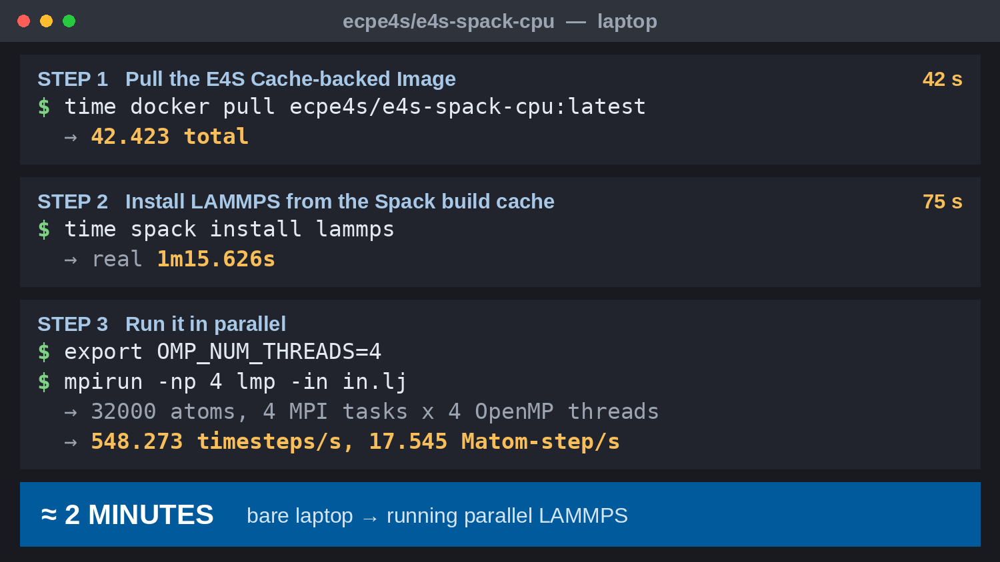 ecpe4s/e4s-spack-cpu — laptop
STEP 1 Pull the E4S Cache-backed Image 42 s
$ time docker pull ecpe4s/e4s-spack-cpu:latest
→ 42.423 total
STEP 2 Install LAMMPS from the Spack build cache 75 s
$ time spack install lammps
→ real 1m15.626s
STEP 3 Run it in parallel
$ export OMP_NUM_THREADS=4
$ mpirun -np 4 lmp -in in.lj
→ 32000 atoms, 4 MPI tasks x 4 OpenMP threads
→ 548.273 timesteps/s, 17.545 Matom-step/s
≈ 2 MINUTES bare laptop → running parallel LAMMPS